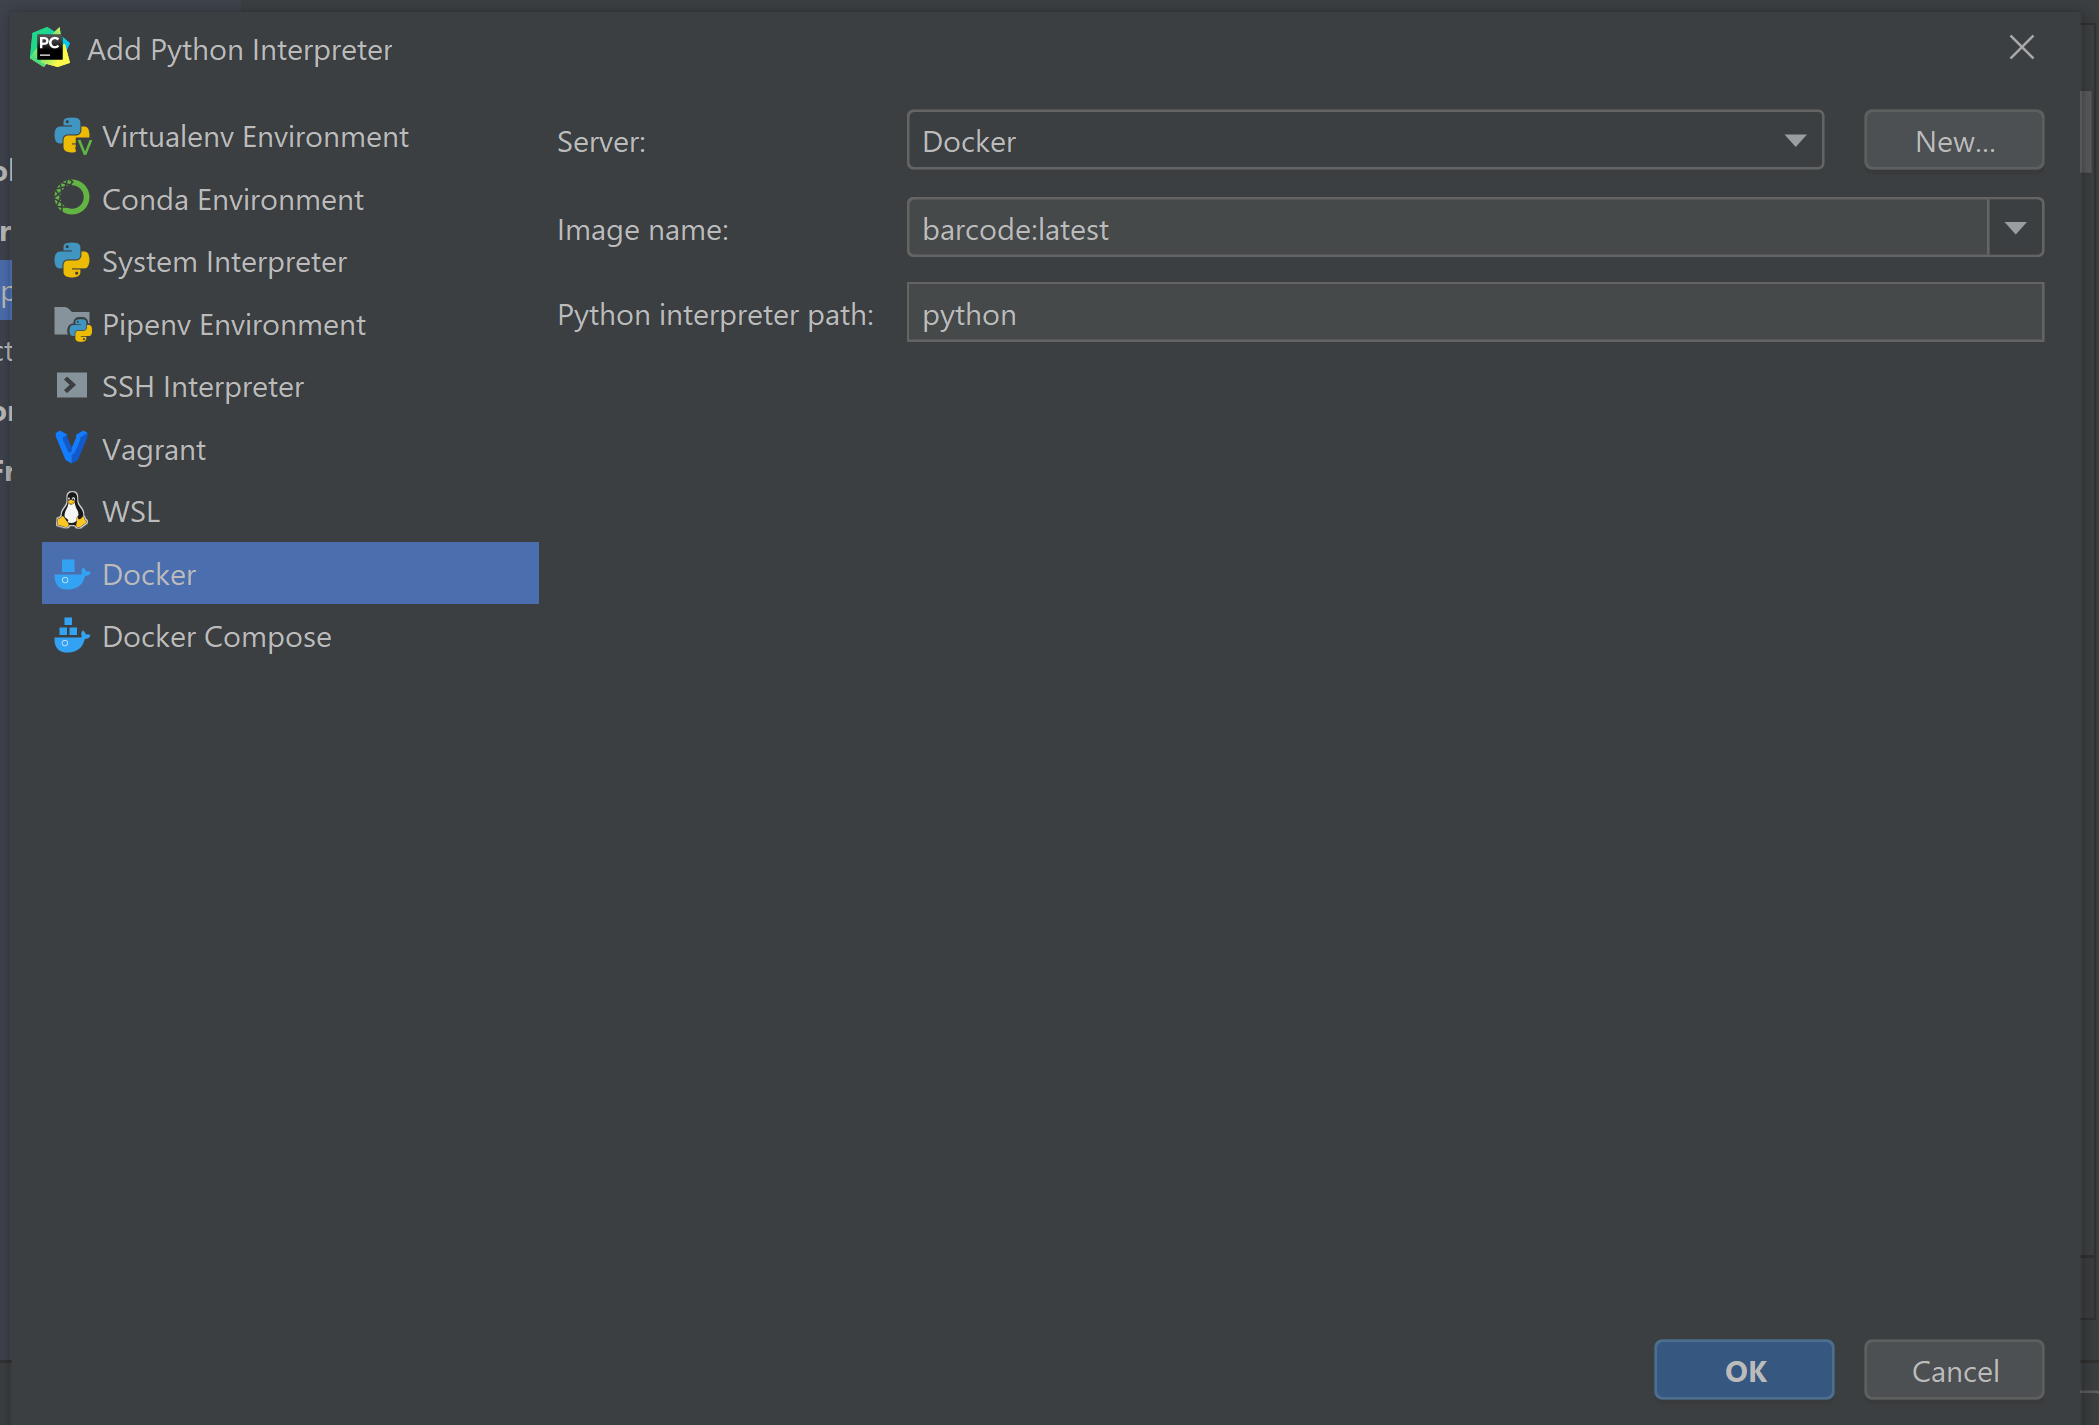 PC
Add Python Interpreter
Virtualenv Environment
Conda Environment
System Interpreter
Pipenv Environment
SSH Interpreter
Vagrant
WSL
Docker
Docker Compose
Server: Docker New...
Image name: barcode:latest
Python interpreter path: python
OK Cancel